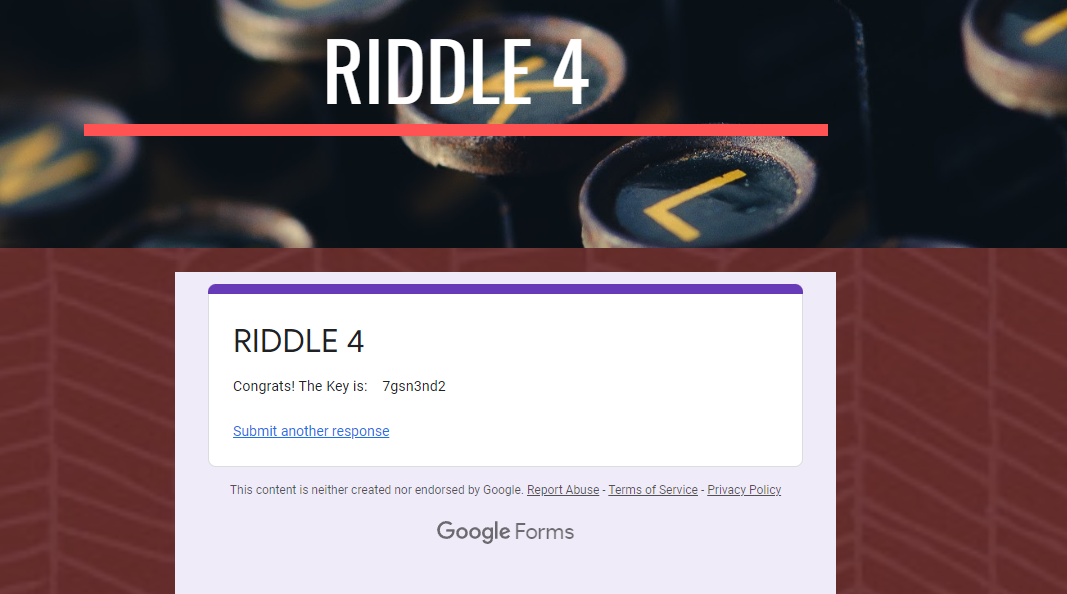 RIDDLE 4
RIDDLE 4
Congrats! The Key is: 7gsn3nd2
Submit another response
This content is neither created nor endorsed by Google. Report Abuse - Terms of Service - Privacy Policy
Google Forms